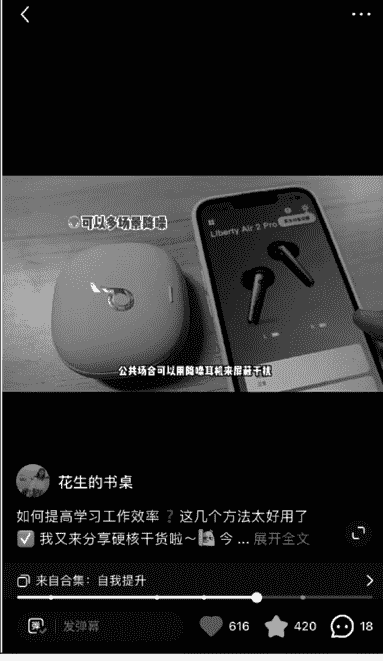 可以多场景降噪
Liberty Air 2 Pro
公共场合可以用降噪耳机来屏蔽干扰
花生的书桌
如何提高学习工作效率？这几个方法太好用了
我又来分享硬核干货啦～ 今 ... 展开全文
来自合集：自我提升
弹 发弹幕 616 420 18